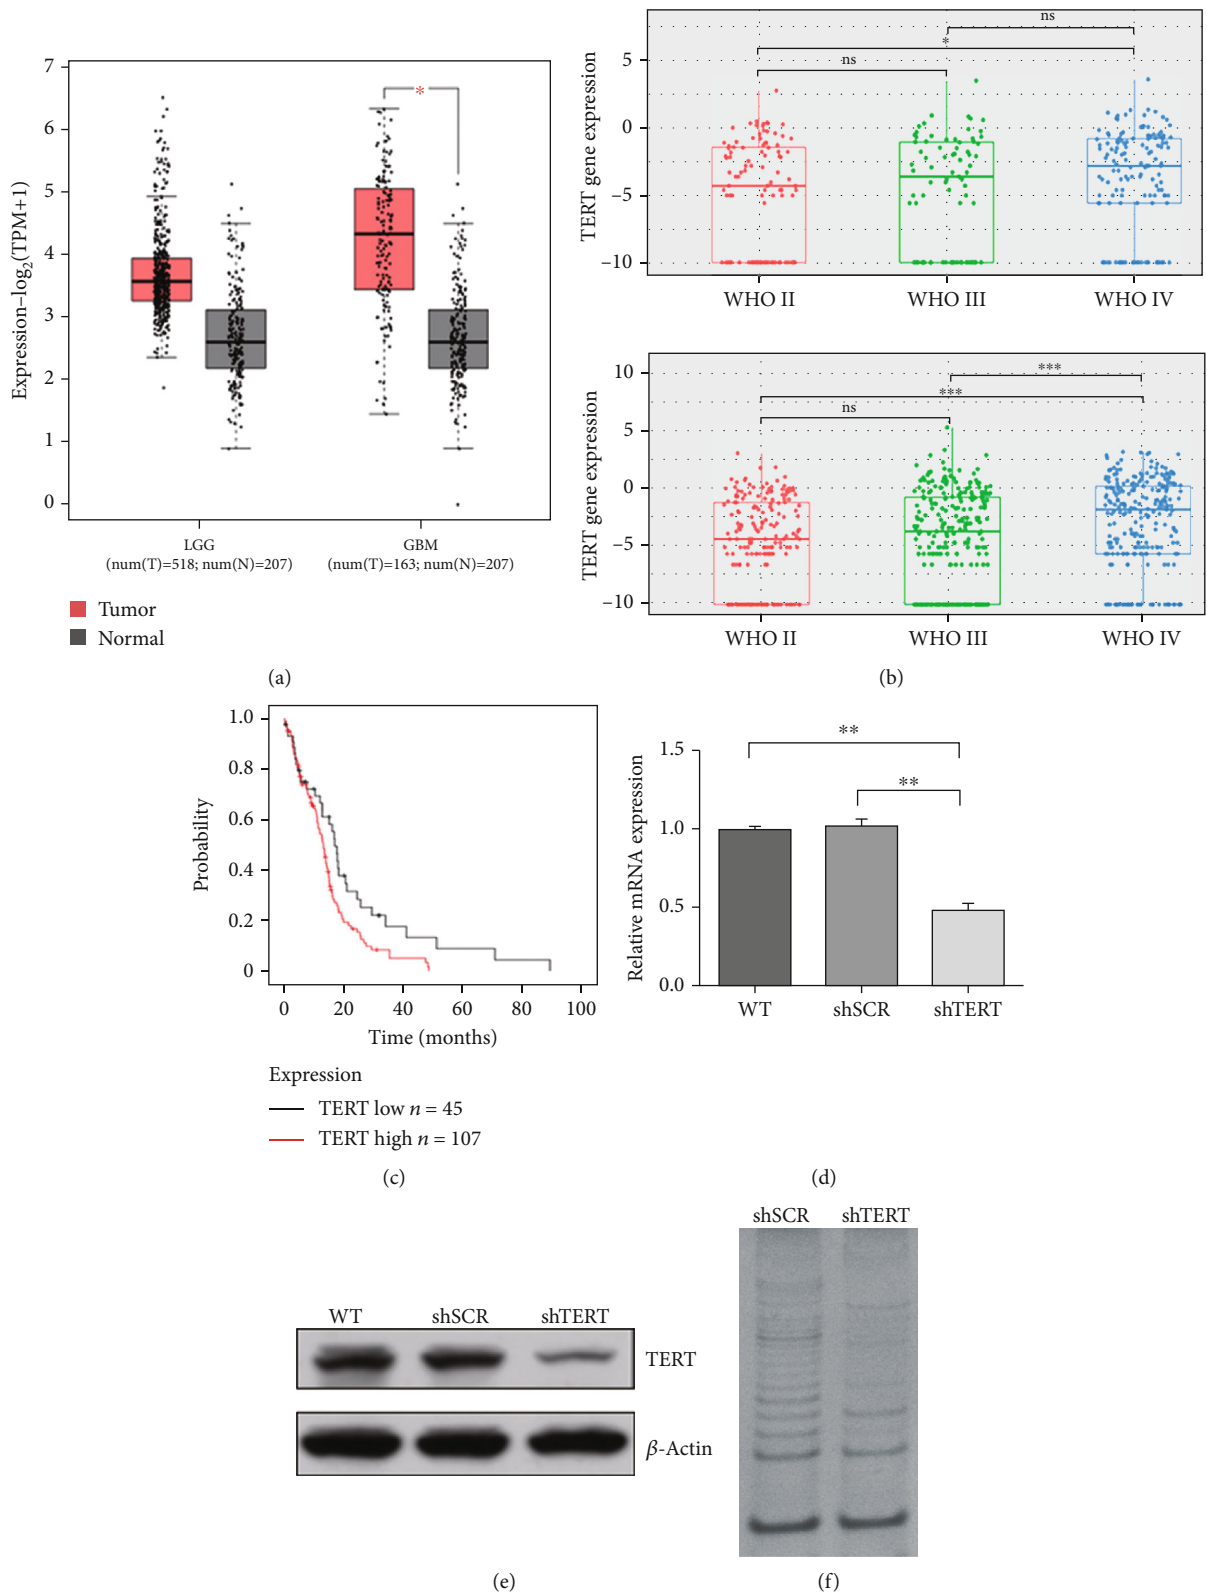 (a)
7
6
5
4
3
2
1
0
Expression–log2(TPM+1)
*
LGG
(num(T)=518; num(N)=207)
GBM
(num(T)=163; num(N)=207)
Tumor
Normal
(a)
TERT gene expression
5
0
−5
−10
ns
*
ns
WHO II
WHO III
WHO IV
TERT gene expression
10
5
0
−5
−10
***
***
ns
WHO II
WHO III
WHO IV
(b)
Probability
1.0
0.8
0.6
0.4
0.2
0
0
20
40
60
80
100
Time (months)
Expression
TERT low n = 45
TERT high n = 107
(c)
Relative mRNA expression
1.5
1.0
0.5
0.0
**
**
WT
shSCR
shTERT
(d)
WT
shSCR
shTERT
TERT
β-Actin
(e)
shSCR
shTERT
(f)